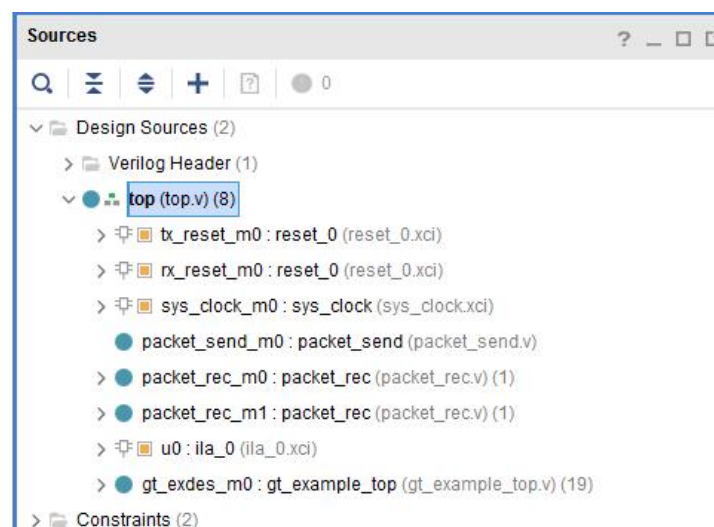 Sources
0
Design Sources (2)
Verilog Header (1)
top (top.v) (8)
tx_reset_m0 : reset_0 (reset_0.xci)
rx_reset_m0 : reset_0 (reset_0.xci)
sys_clock_m0 : sys_clock (sys_clock.xci)
packet_send_m0 : packet_send (packet_send.v)
packet_rec_m0 : packet_rec (packet_rec.v) (1)
packet_rec_m1 : packet_rec (packet_rec.v) (1)
u0 : ila_0 (ila_0.xci)
gt_exdes_m0 : gt_example_top (gt_example_top.v) (19)
Constraints (2)